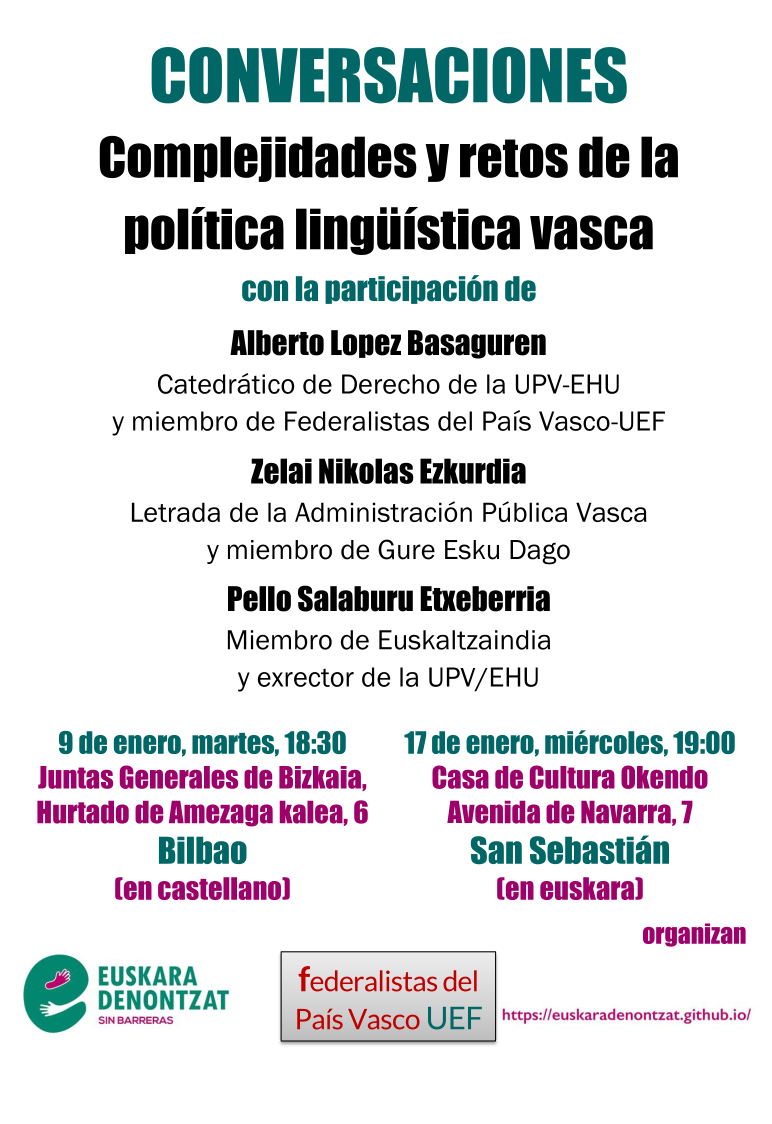 CONVERSACIONES
Complejidades y retos de la
política lingüística vasca
con la participación de
Alberto Lopez Basaguren
Catedrático de Derecho de la UPV-EHU
y miembro de Federalistas del País Vasco-UEF
Zelai Nikolas Ezkurdia
Letrada de la Administración Pública Vasca
y miembro de Gure Esku Dago
Pello Salaburu Etxeberria
Miembro de Euskaltzaindia
y exrector de la UPV/EHU
9 de enero, martes, 18:30
Juntas Generales de Bizkaia,
Hurtado de Amezaga kalea, 6
Bilbao
(en castellano)
17 de enero, miércoles, 19:00
Casa de Cultura Okendo
Avenida de Navarra, 7
San Sebastián
(en euskara)
organizan
EUSKARA
DENONTZAT
SIN BARRERAS
federalistas del
País Vasco UEF
https://euskaradenontzat.github.io/